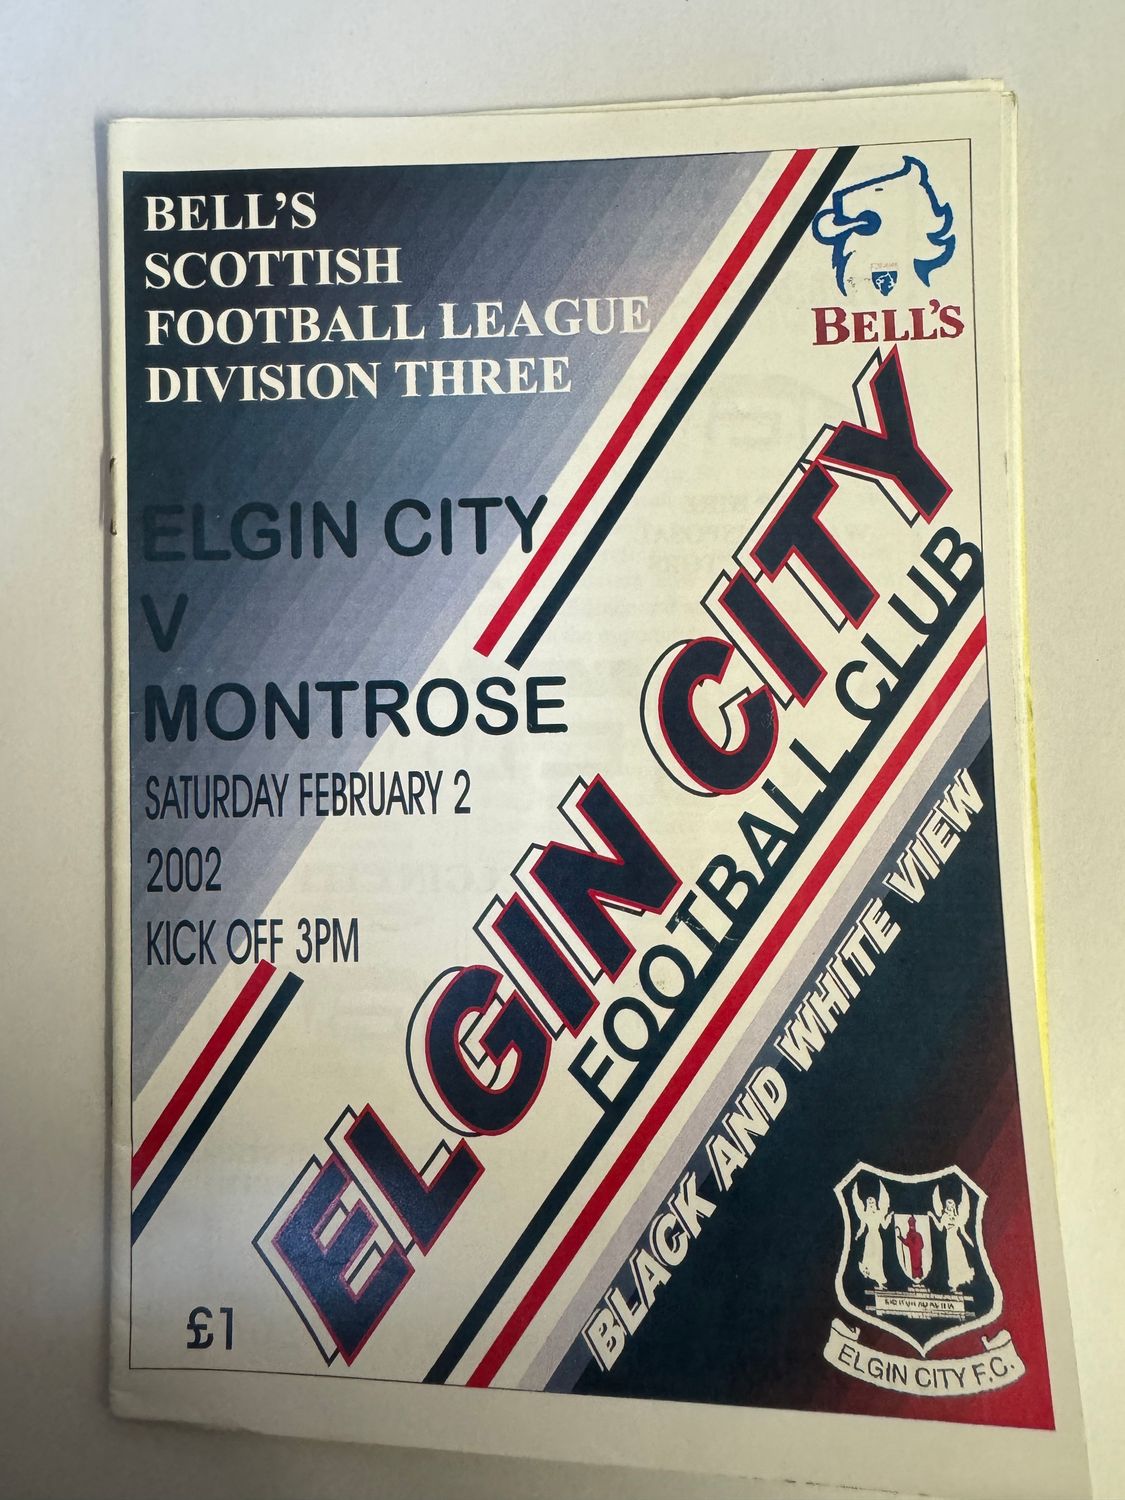 BELL'S
SCOTTISH
FOOTBALL LEAGUE
DIVISION THREE
BELL'S
ELGIN CITY
V
MONTROSE
SATURDAY FEBRUARY 2
2002
KICK OFF 3PM
ELGIN CITY
FOOTBALL CLUB
BLACK AND WHITE VIEW
£1
ELGIN CITY F.C.